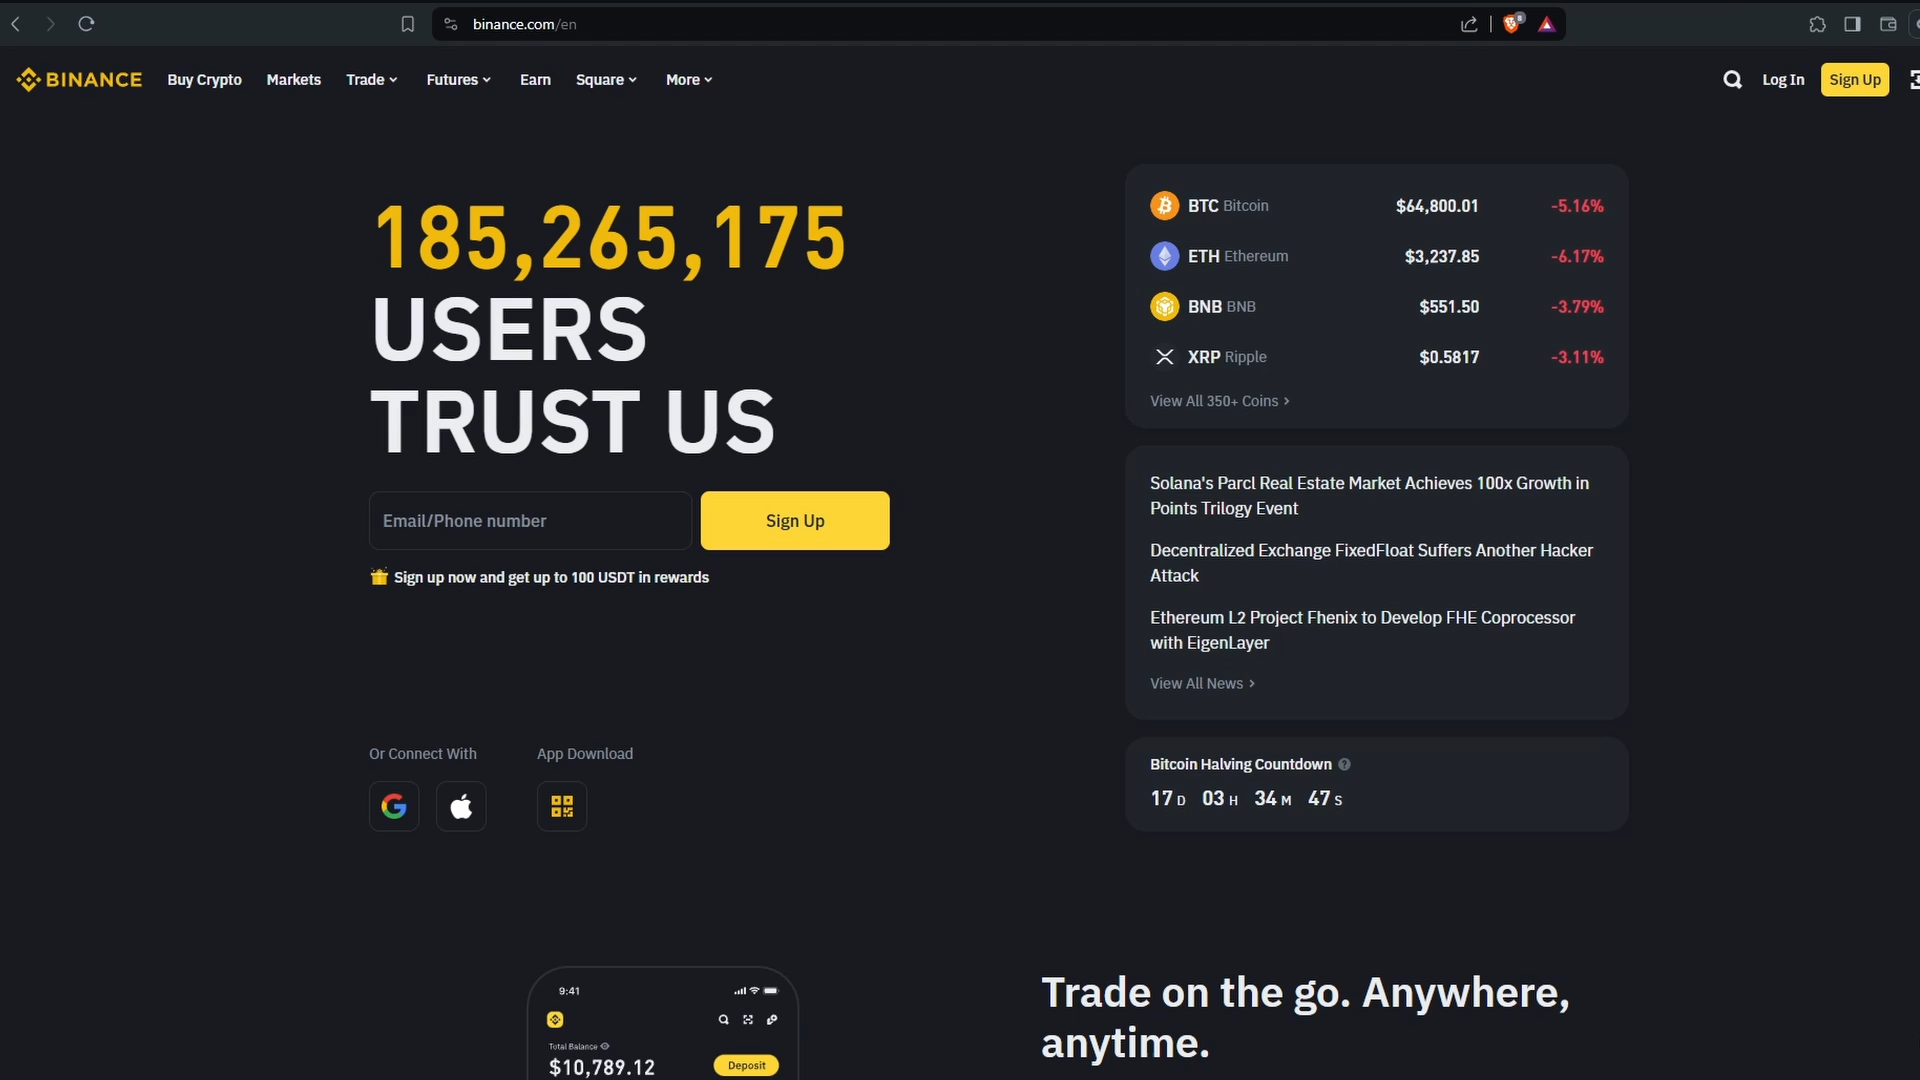 binance.com/en
8
BINANCE
Buy Crypto
Markets
Trade
Futures
Earn
Square
More
Log In
Sign Up
185,265,175
USERS
TRUST US
Email/Phone number
Sign Up
Sign up now and get up to 100 USDT in rewards
Or Connect With
App Download
BTC Bitcoin $64,800.01 -5.16%
ETH Ethereum $3,237.85 -6.17%
BNB BNB $551.50 -3.79%
XRP Ripple $0.5817 -3.11%
View All 350+ Coins >
Solana's Parcl Real Estate Market Achieves 100x Growth in
Points Trilogy Event
Decentralized Exchange FixedFloat Suffers Another Hacker
Attack
Ethereum L2 Project Fhenix to Develop FHE Coprocessor
with EigenLayer
View All News >
Bitcoin Halving Countdown ?
17 D 03 H 34 M 47 S
9:41
Total Balance
$10,789.12
Deposit
Trade on the go. Anywhere,
anytime.